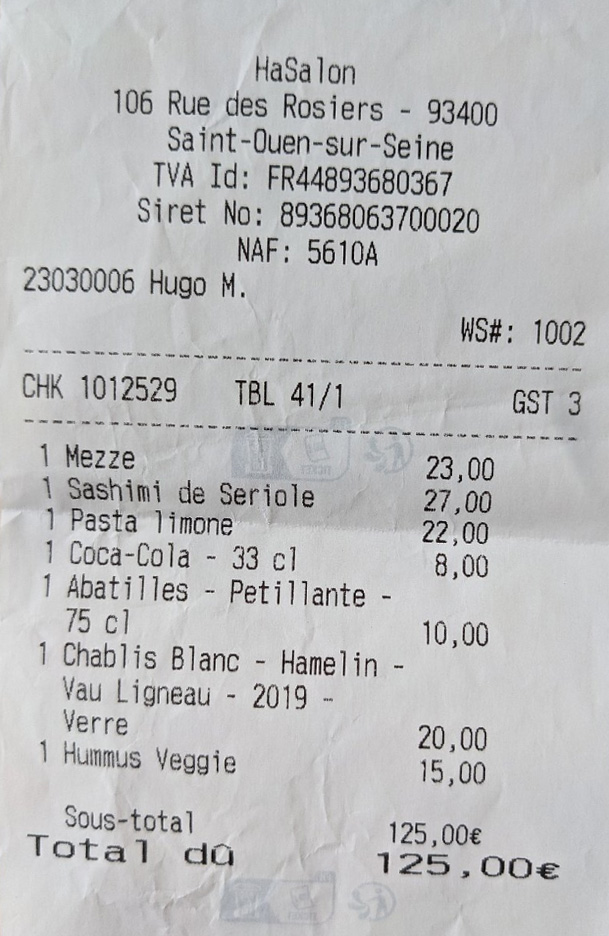 HaSalon
106 Rue des Rosiers - 93400
Saint-Ouen-sur-Seine
TVA Id: FR44893680367
Siret No: 89368063700020
NAF: 5610A
23030006 Hugo M.
WS#: 1002
CHK 1012529 TBL 41/1 GST 3
1 Mezze 23,00
1 Sashimi de Seriole 27,00
1 Pasta limone 22,00
1 Coca-Cola - 33 cl 8,00
1 Abatilles - Petillante -
75 cl 10,00
1 Chablis Blanc - Hamelin -
Vau Ligneau - 2019 -
Verre 20,00
1 Hummus Veggie 15,00
Sous-total 125,00€
Total dû 125,00€